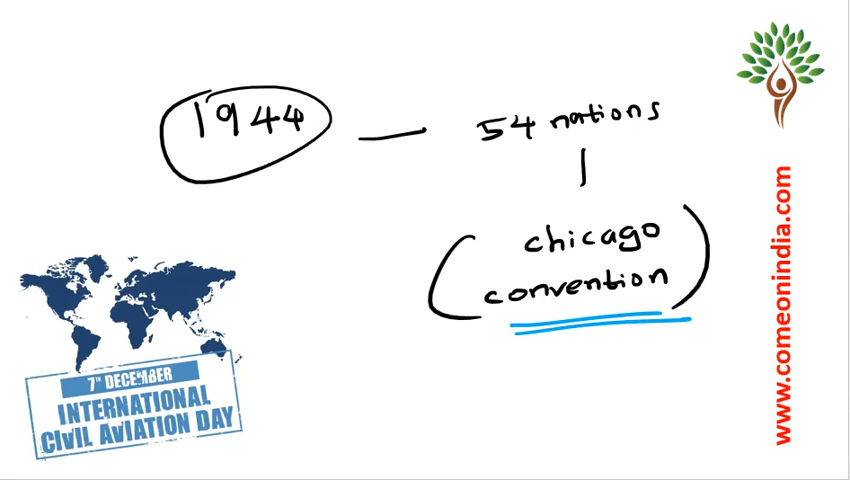 1944 — 54 nations
(chicago
convention)
7th DECEMBER
INTERNATIONAL
CIVIL AVIATION DAY
www.comeonindia.com